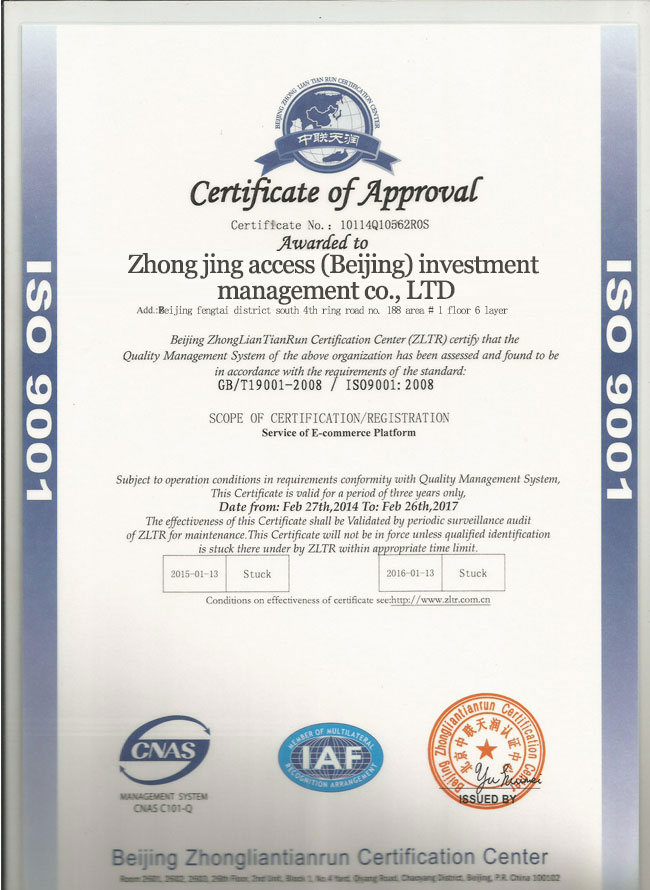 BEIJING ZHONG LIAN TIAN RUN CERTIFICATION CENTER
中联天润
Certificate of Approval
Certificate No.: 10114Q10562R0S
Awarded to
Zhong jing access (Beijing) investment
management co., LTD
Add.:Beijing fengtai district south 4th ring road no. 188 area # 1 floor 6 layer
Beijing ZhongLianTianRun Certification Center (ZLTR) certify that the
Quality Management System of the above organization has been assessed and found to be
in accordance with the requirements of the standard:
GB/T19001-2008 / ISO9001: 2008
SCOPE OF CERTIFICATION/REGISTRATION
Service of E-commerce Platform
Subject to operation conditions in requirements conformity with Quality Management System,
This Certificate is valid for a period of three years only,
Date from: Feb 27th,2014 To: Feb 26th,2017
The effectiveness of this Certificate shall be Validated by periodic surveillance audit
of ZLTR for maintenance.This Certificate will not be in force unless qualified identification
is stuck there under by ZLTR within appropriate time limit.
2015-01-13 Stuck 2016-01-13 Stuck
Conditions on effectiveness of certificate see:http://www.zltr.com.cn
ISO 9001
ISO 9001
CNAS
MANAGEMENT SYSTEM
CNAS C101-Q
MEMBER OF MULTILATERAL
IAF
RECOGNITION ARRANGEMENT
Beijing Zhongliantianrun Certification Center
北京中联天润认证中心
ISSUED BY
Beijing Zhongliantianrun Certification Center
Room 2601, 2602, 2603, 26th Floor, 2nd Unit, Block 1, No.4 Yard, Qiyang Road, Chaoyang District, Beijing, P.R. China 100102